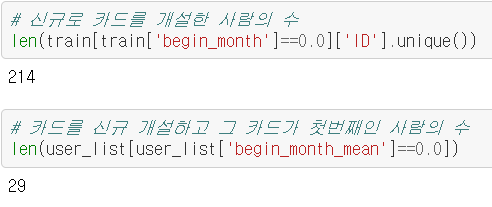 # 신규로 카드를 개설한 사람의 수
len(train[train['begin_month']==0.0]['ID'].unique())
214
# 카드를 신규 개설하고 그 카드가 첫번째인 사람의 수
len(user_list[user_list['begin_month_mean']==0.0])
29